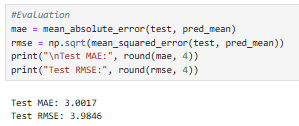 #Evaluation
mae = mean_absolute_error(test, pred_mean)
rmse = np.sqrt(mean_squared_error(test, pred_mean))
print("\nTest MAE:", round(mae, 4))
print("Test RMSE:", round(rmse, 4))
Test MAE: 3.0017
Test RMSE: 3.9846